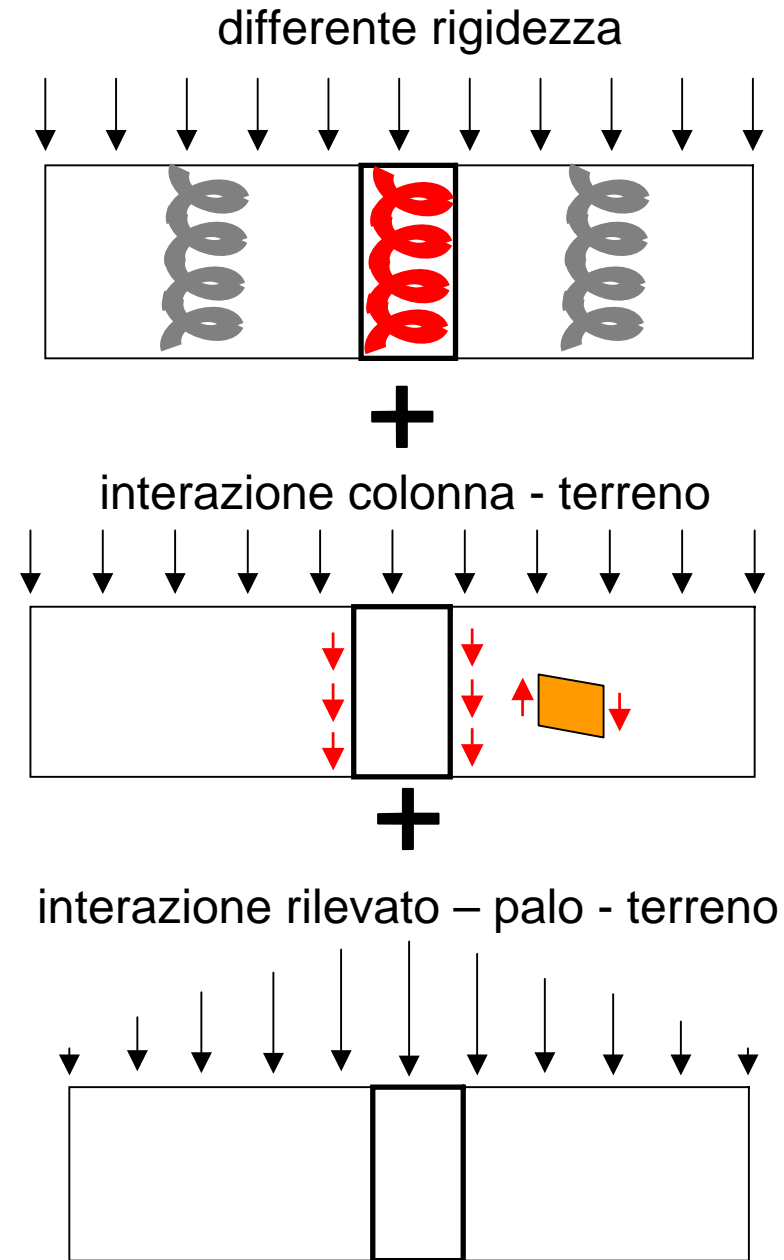 differente rigidezza
+
interazione colonna - terreno
+
interazione rilevato – palo - terreno